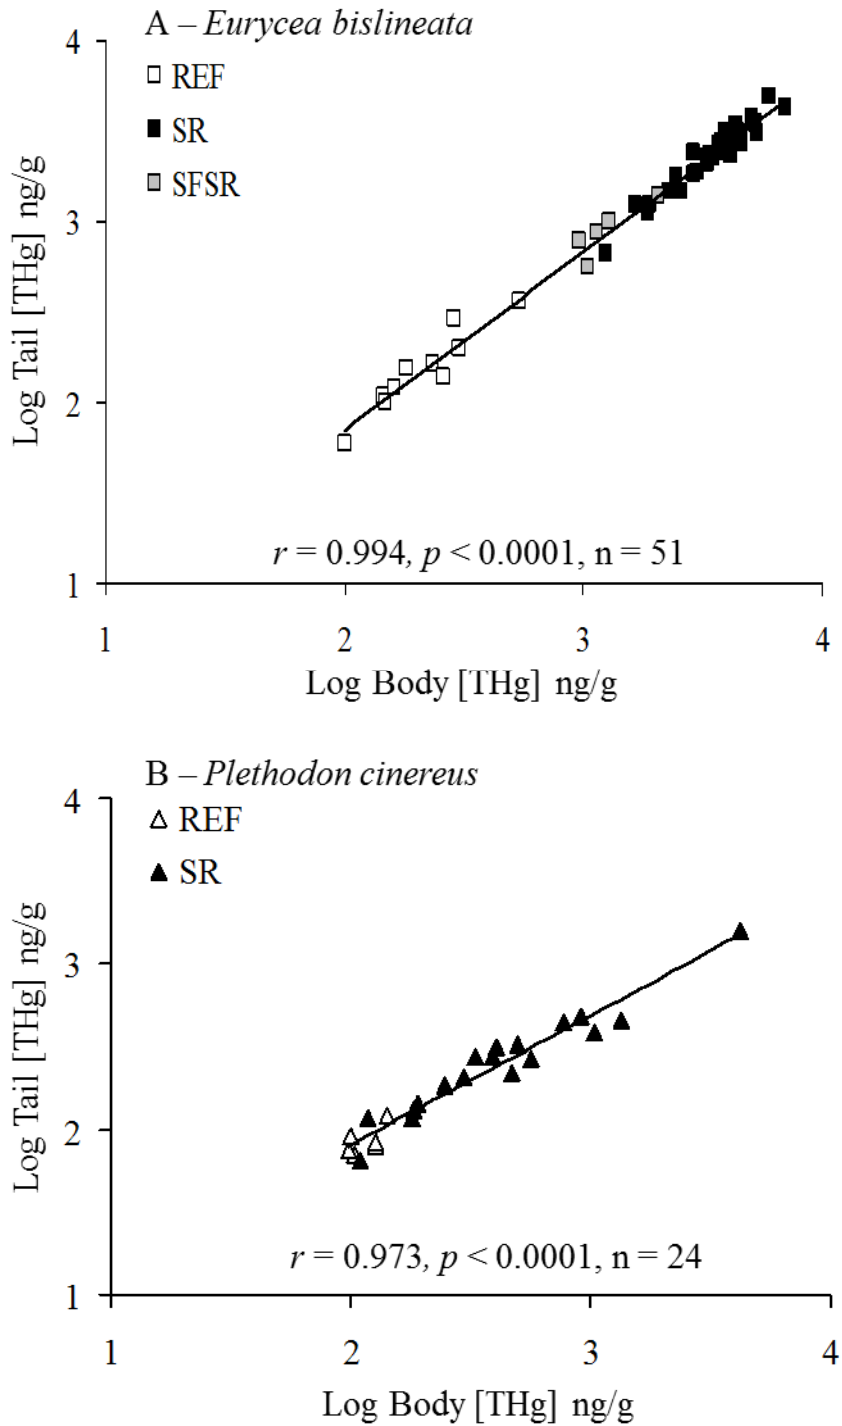 A – Eurycea bislineata
REF
SR
SFSR
4
3
2
1
Log Tail [THg] ng/g
r = 0.994, p < 0.0001, n = 51
1 2 3 4
Log Body [THg] ng/g
B – Plethodon cinereus
REF
SR
4
3
2
1
Log Tail [THg] ng/g
r = 0.973, p < 0.0001, n = 24
1 2 3 4
Log Body [THg] ng/g